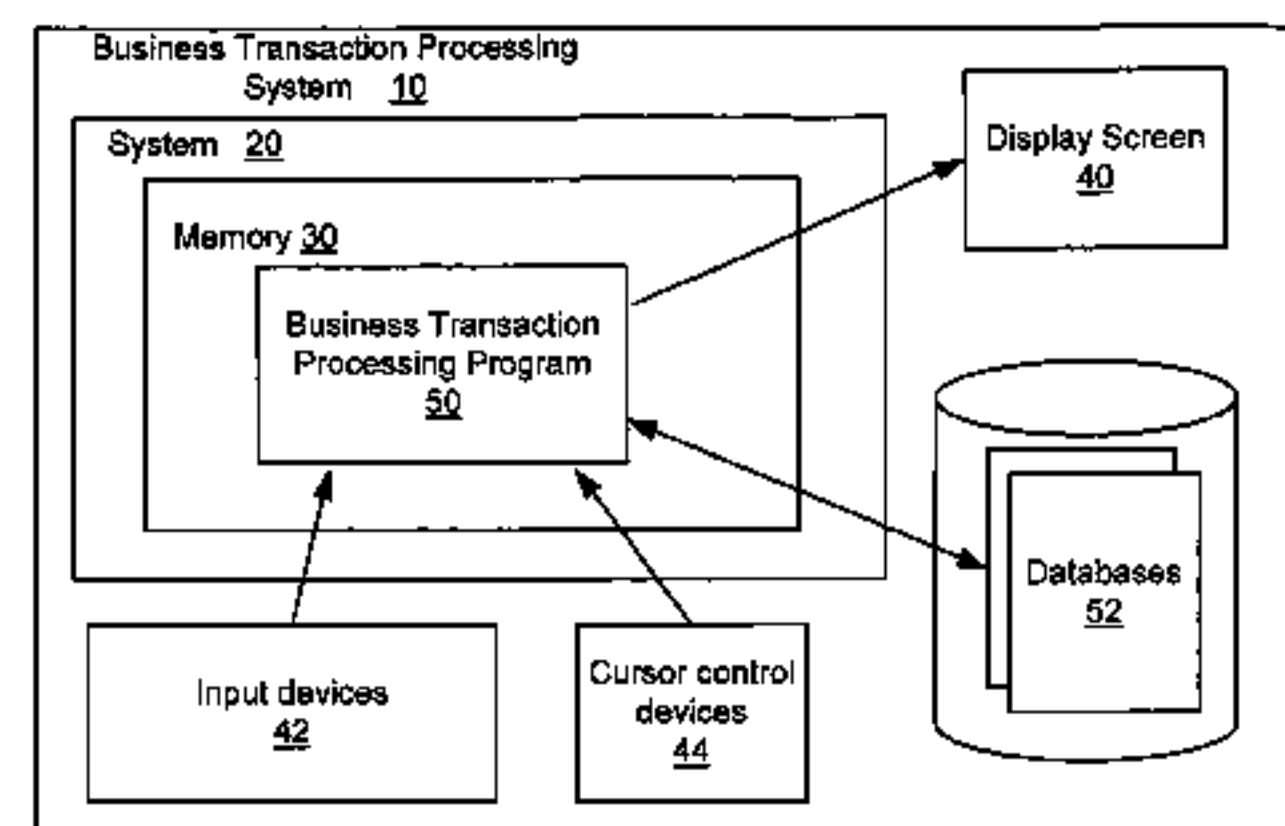 Business Transaction Processing
System 10
System 20
Memory 30
Business Transaction
Processing Program
50
Display Screen
40
Databases
52
Input devices
42
Cursor control
devices
44